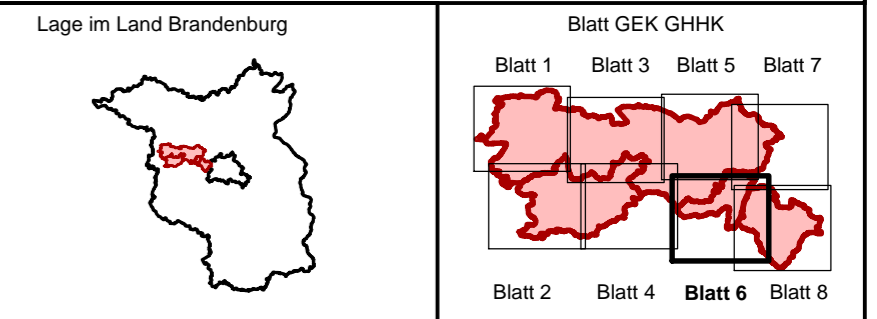 Lage im Land Brandenburg
Blatt GEK GHHK
Blatt 1 Blatt 3 Blatt 5 Blatt 7
Blatt 2 Blatt 4 Blatt 6 Blatt 8